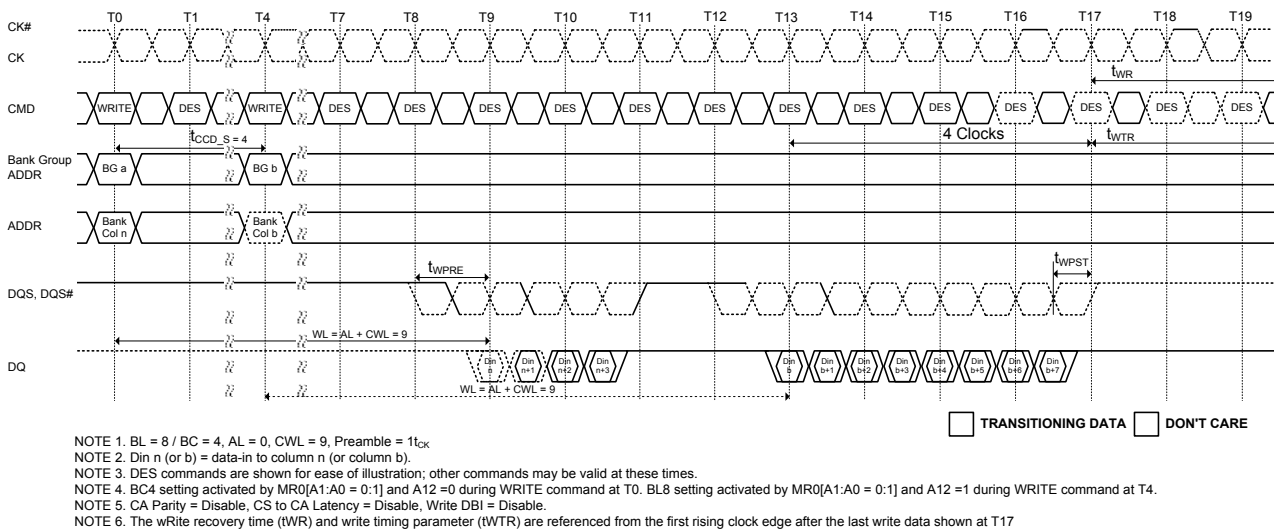 T0 T1 T4 T7 T8 T9 T10 T11 T12 T13 T14 T15 T16 T17 T18 T19
CK#
CK
tWR
CMD WRITE DES WRITE DES DES DES DES DES DES DES DES DES DES DES DES DES
tCCD_S = 4
4 Clocks
tWTR
Bank Group
ADDR
BG a BG b
ADDR
Bank
Col n
Bank
Col b
tWPRE
tWPST
DQS, DQS#
WL = AL + CWL = 9
DQ
Din
n
Din
n+1
Din
n+2
Din
n+3
Din
b
Din
b+1
Din
b+2
Din
b+3
Din
b+4
Din
b+5
Din
b+6
Din
b+7
WL = AL + CWL = 9
TRANSITIONING DATA DON'T CARE
NOTE 1. BL = 8 / BC = 4, AL = 0, CWL = 9, Preamble = 1tCK
NOTE 2. Din n (or b) = data-in to column n (or column b).
NOTE 3. DES commands are shown for ease of illustration; other commands may be valid at these times.
NOTE 4. BC4 setting activated by MR0[A1:A0 = 0:1] and A12 =0 during WRITE command at T0. BL8 setting activated by MR0[A1:A0 = 0:1] and A12 =1 during WRITE command at T4.
NOTE 5. CA Parity = Disable, CS to CA Latency = Disable, Write DBI = Disable.
NOTE 6. The wRite recovery time (tWR) and write timing parameter (tWTR) are referenced from the first rising clock edge after the last write data shown at T17